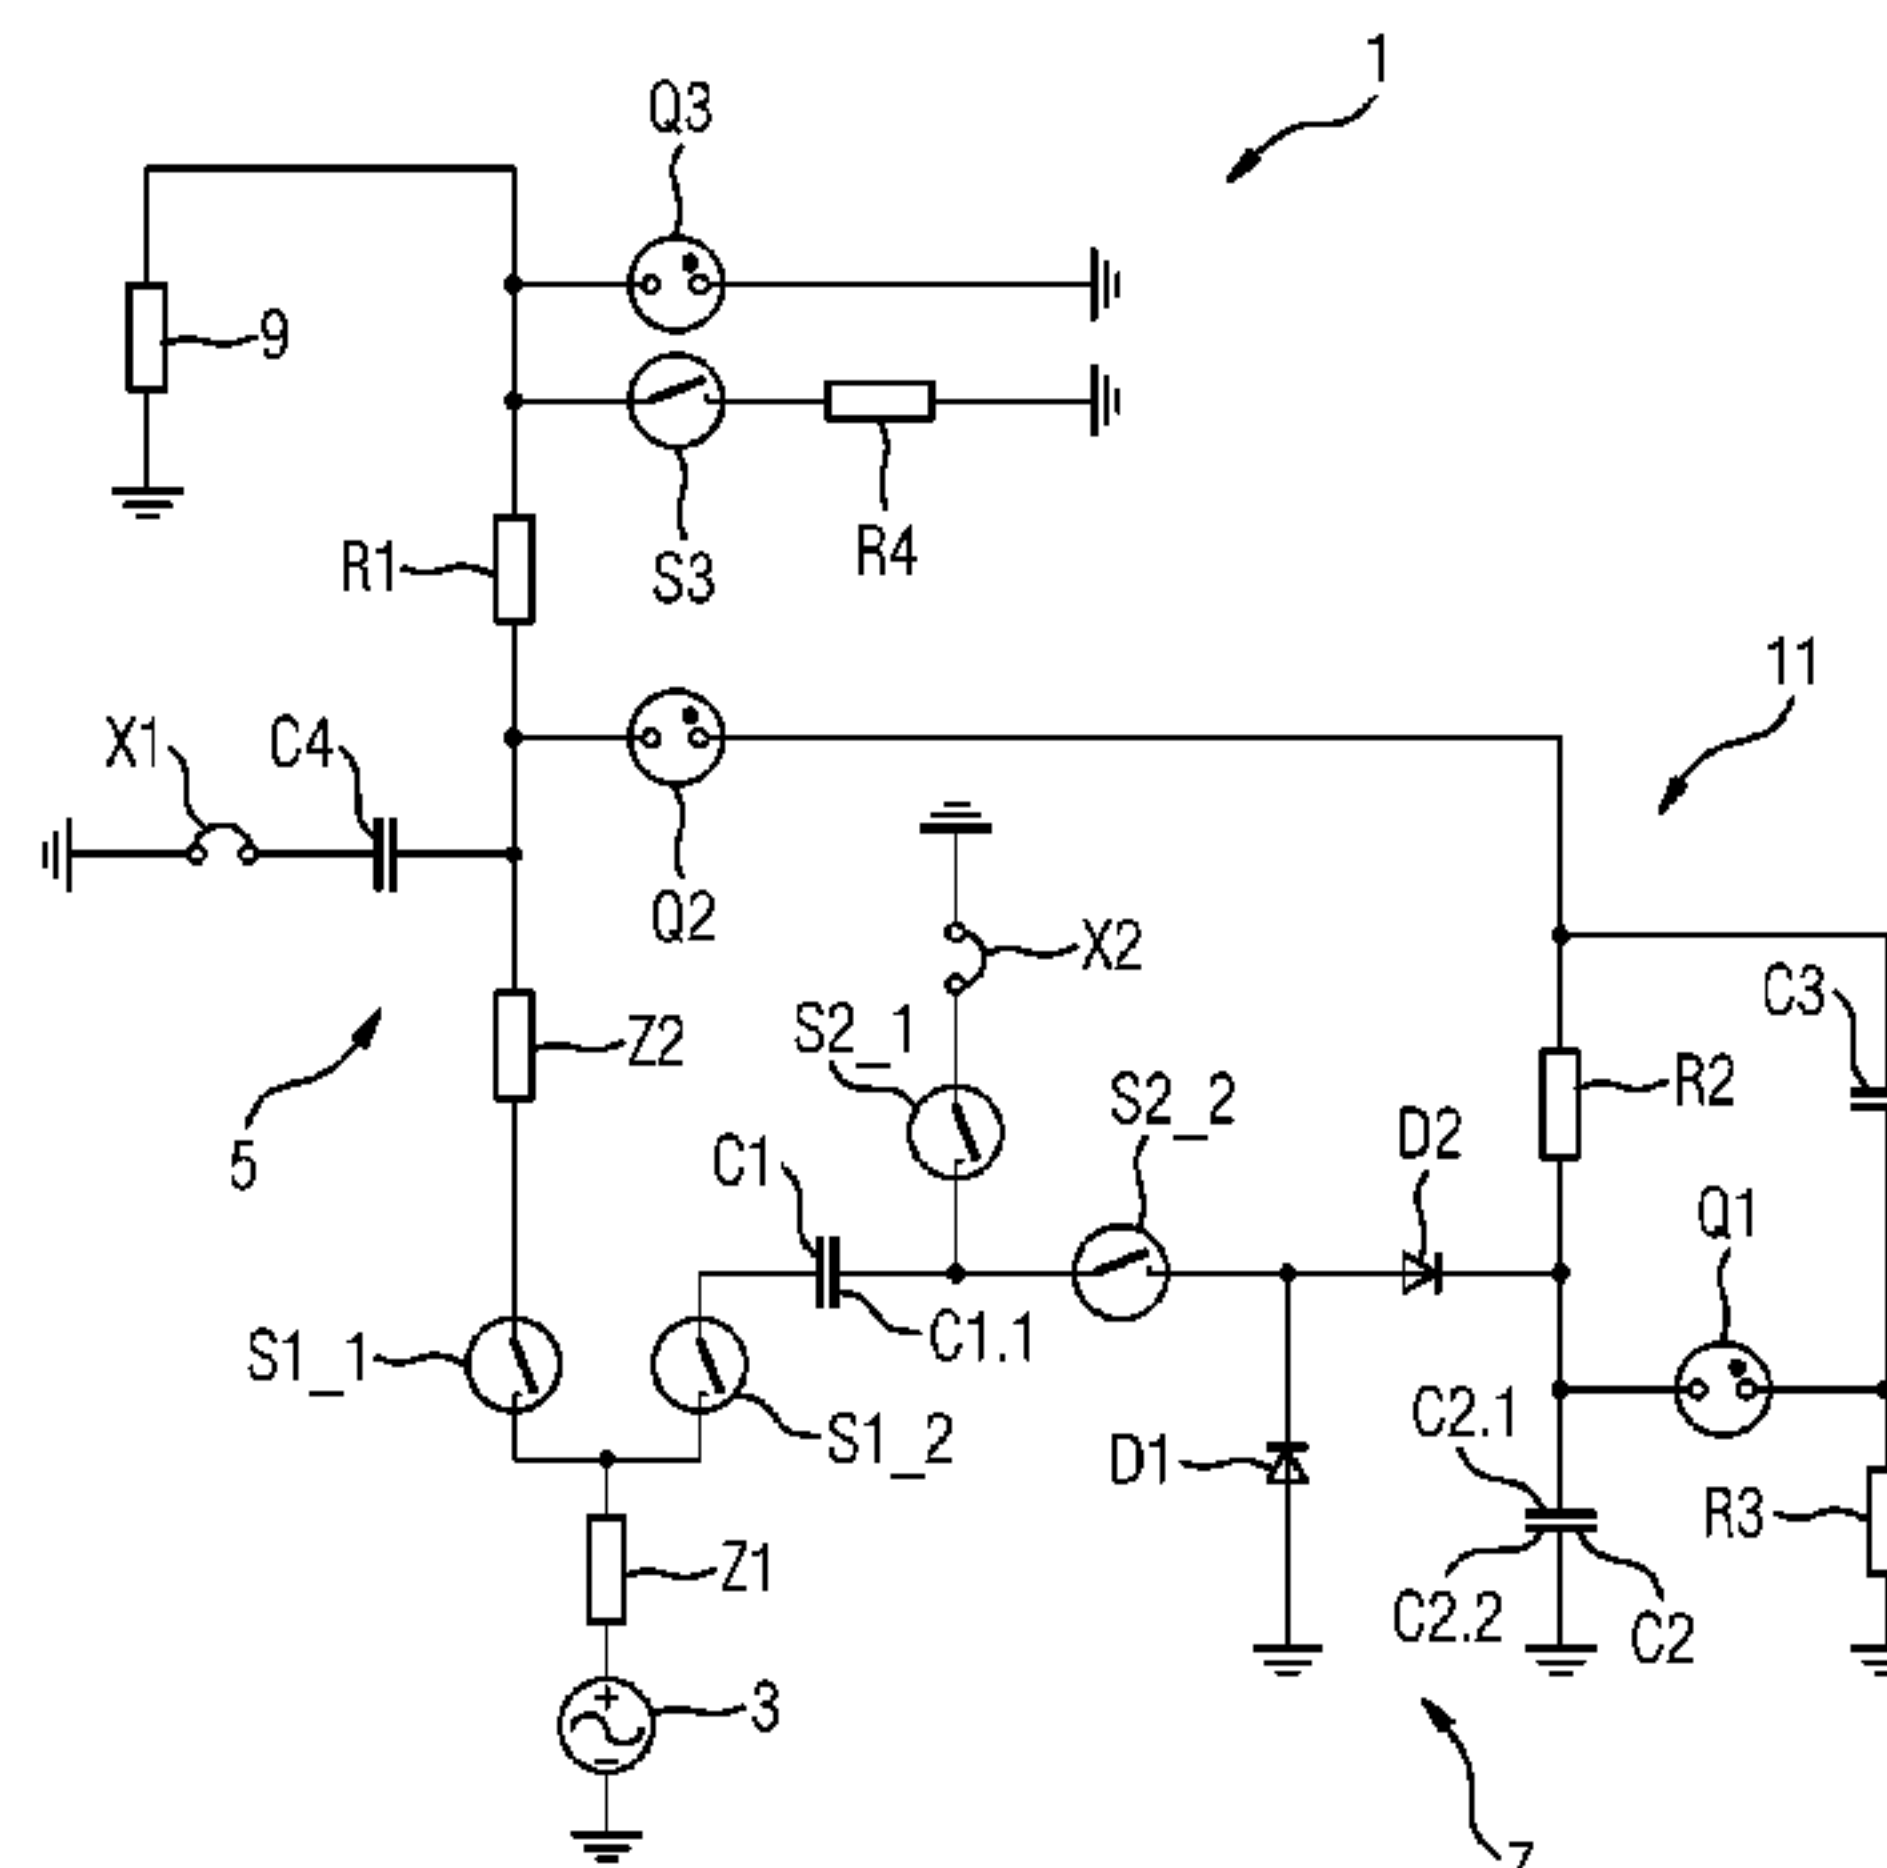 1
Q3
9
R1
S3
R4
11
X1
C4
Q2
X2
C3
S2_1
Z2
R2
S2_2
D2
5
C1
Q1
C1.1
S1_1
S1_2
C2.1
D1
R3
Z1
C2.2
C2
3
7